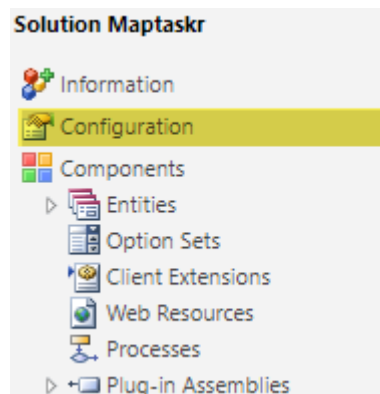 Solution Maptaskr
Information
Configuration
Components
Entities
Option Sets
Client Extensions
Web Resources
Processes
Plug-in Assemblies